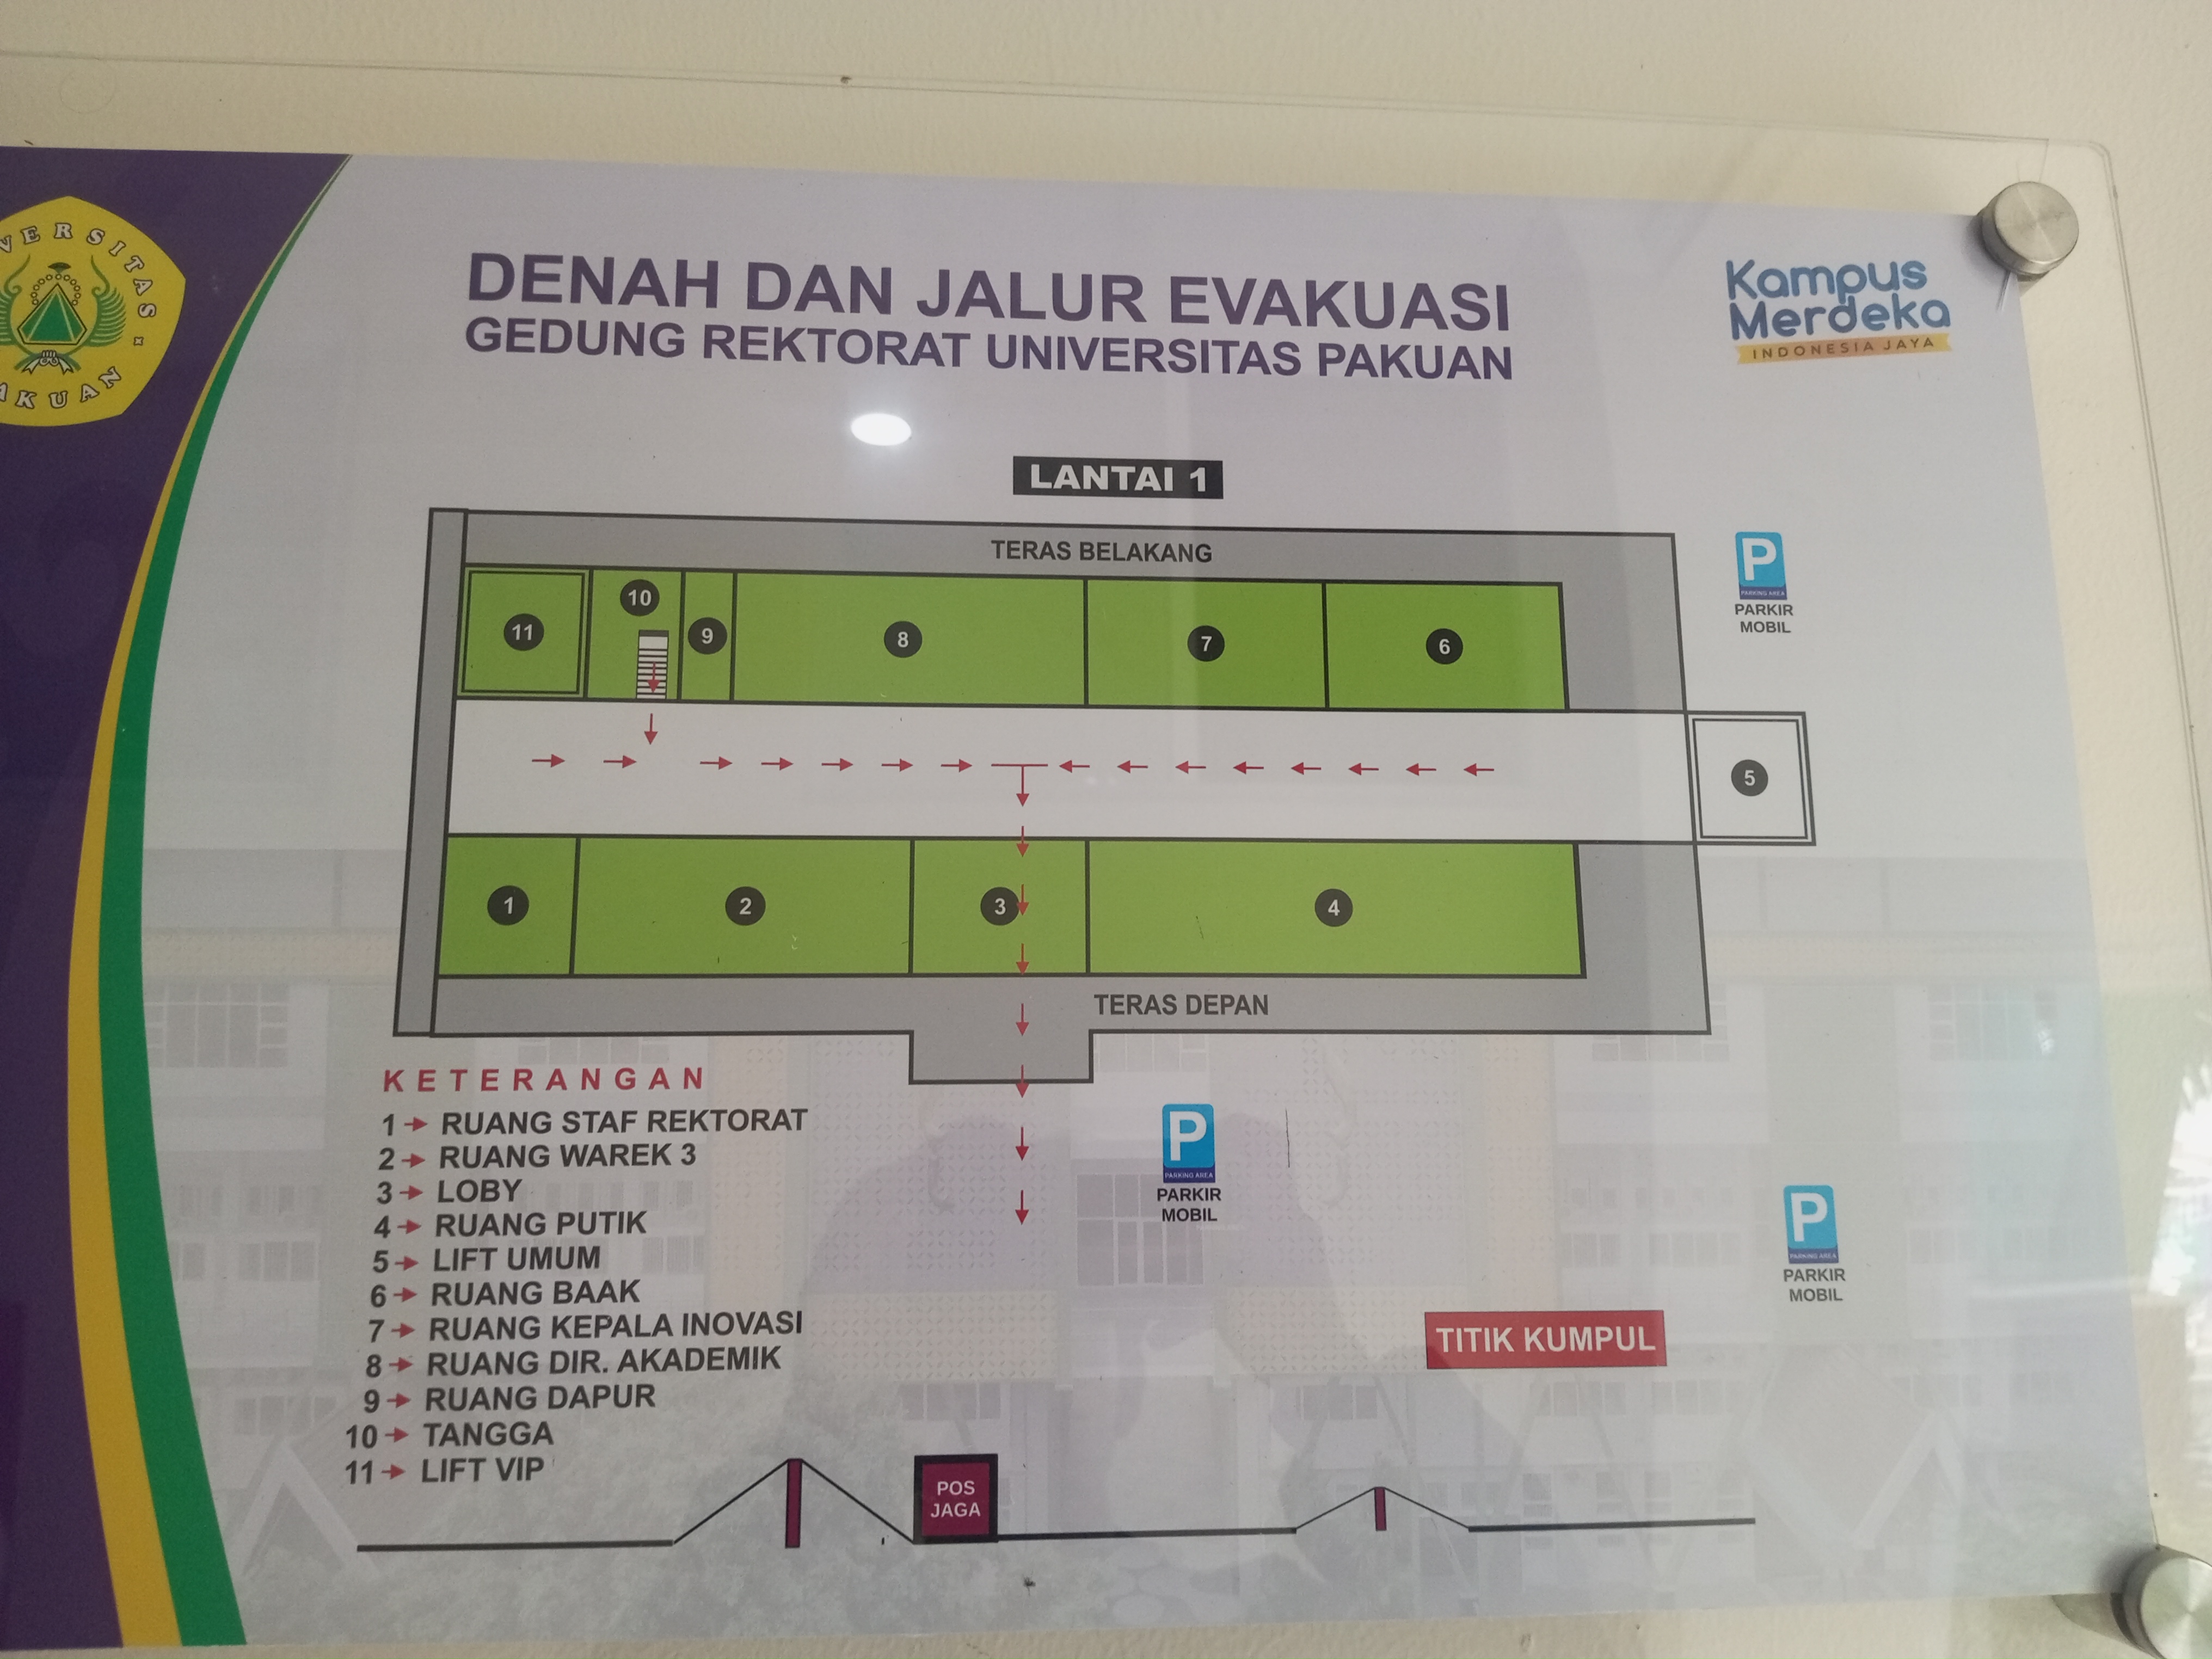 VERSITAS
AKUAN
DENAH DAN JALUR EVAKUASI
GEDUNG REKTORAT UNIVERSITAS PAKUAN
Kampus
Merdeka
INDONESIA JAYA
LANTAI 1
TERAS BELAKANG
11
10
9
8
7
6
P
PARKING AREA
PARKIR
MOBIL
5
1
2
3
4
TERAS DEPAN
KETERANGAN
1 → RUANG STAF REKTORAT
2 → RUANG WAREK 3
3 → LOBY
4 → RUANG PUTIK
5 → LIFT UMUM
6 → RUANG BAAK
7 → RUANG KEPALA INOVASI
8 → RUANG DIR. AKADEMIK
9 → RUANG DAPUR
10 → TANGGA
11 → LIFT VIP
P
PARKING AREA
PARKIR
MOBIL
P
PARKING AREA
PARKIR
MOBIL
TITIK KUMPUL
POS
JAGA